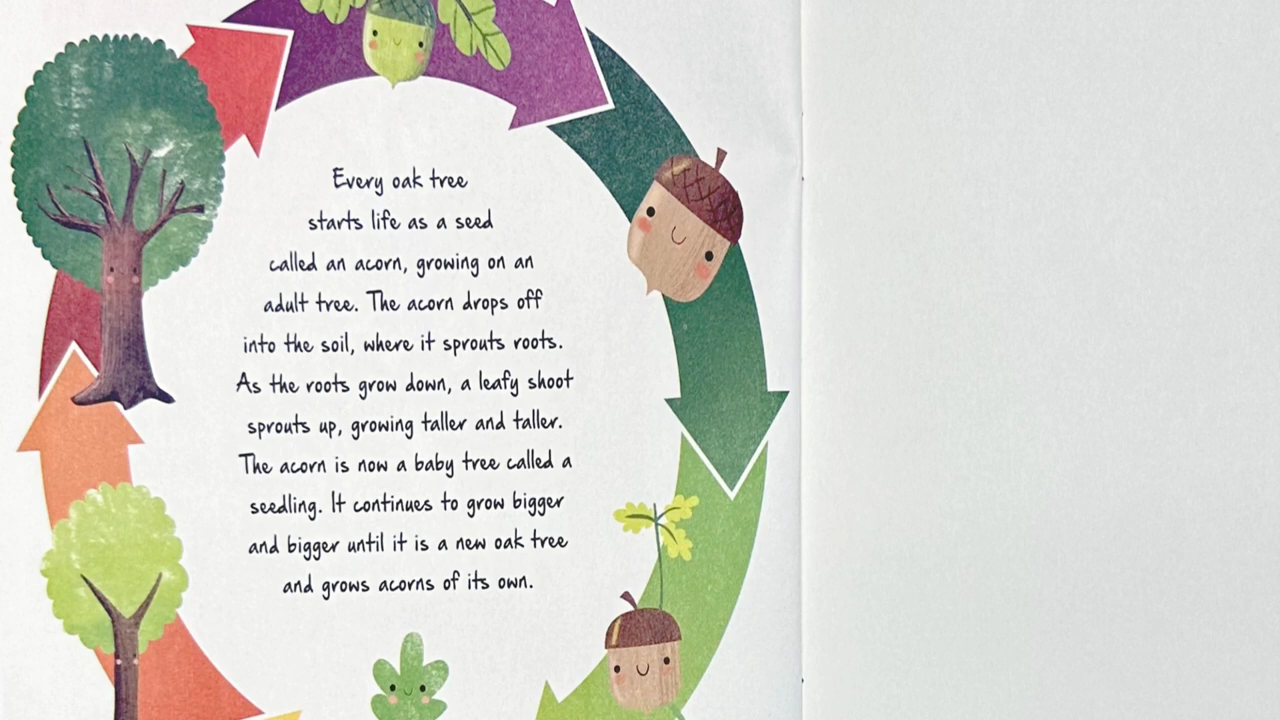 Every oak tree
starts life as a seed
called an acorn, growing on an
adult tree. The acorn drops off
into the soil, where it sprouts roots.
As the roots grow down, a leafy shoot
sprouts up, growing taller and taller.
The acorn is now a baby tree called a
seedling. It continues to grow bigger
and bigger until it is a new oak tree
and grows acorns of its own.